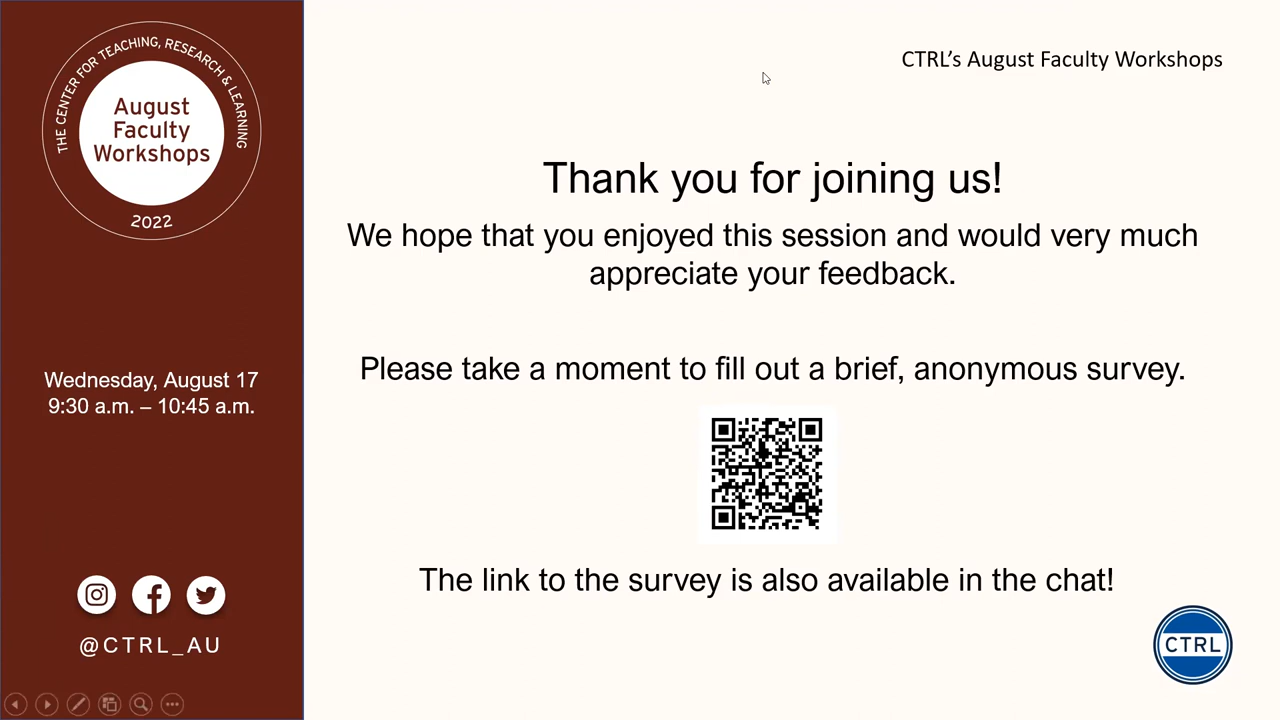 THE CENTER FOR TEACHING, RESEARCH & LEARNING
August
Faculty
Workshops
2022
Wednesday, August 17
9:30 a.m. – 10:45 a.m.
@CTRL_AU
CTRL’s August Faculty Workshops
Thank you for joining us!
We hope that you enjoyed this session and would very much
appreciate your feedback.
Please take a moment to fill out a brief, anonymous survey.
The link to the survey is also available in the chat!
CTRL